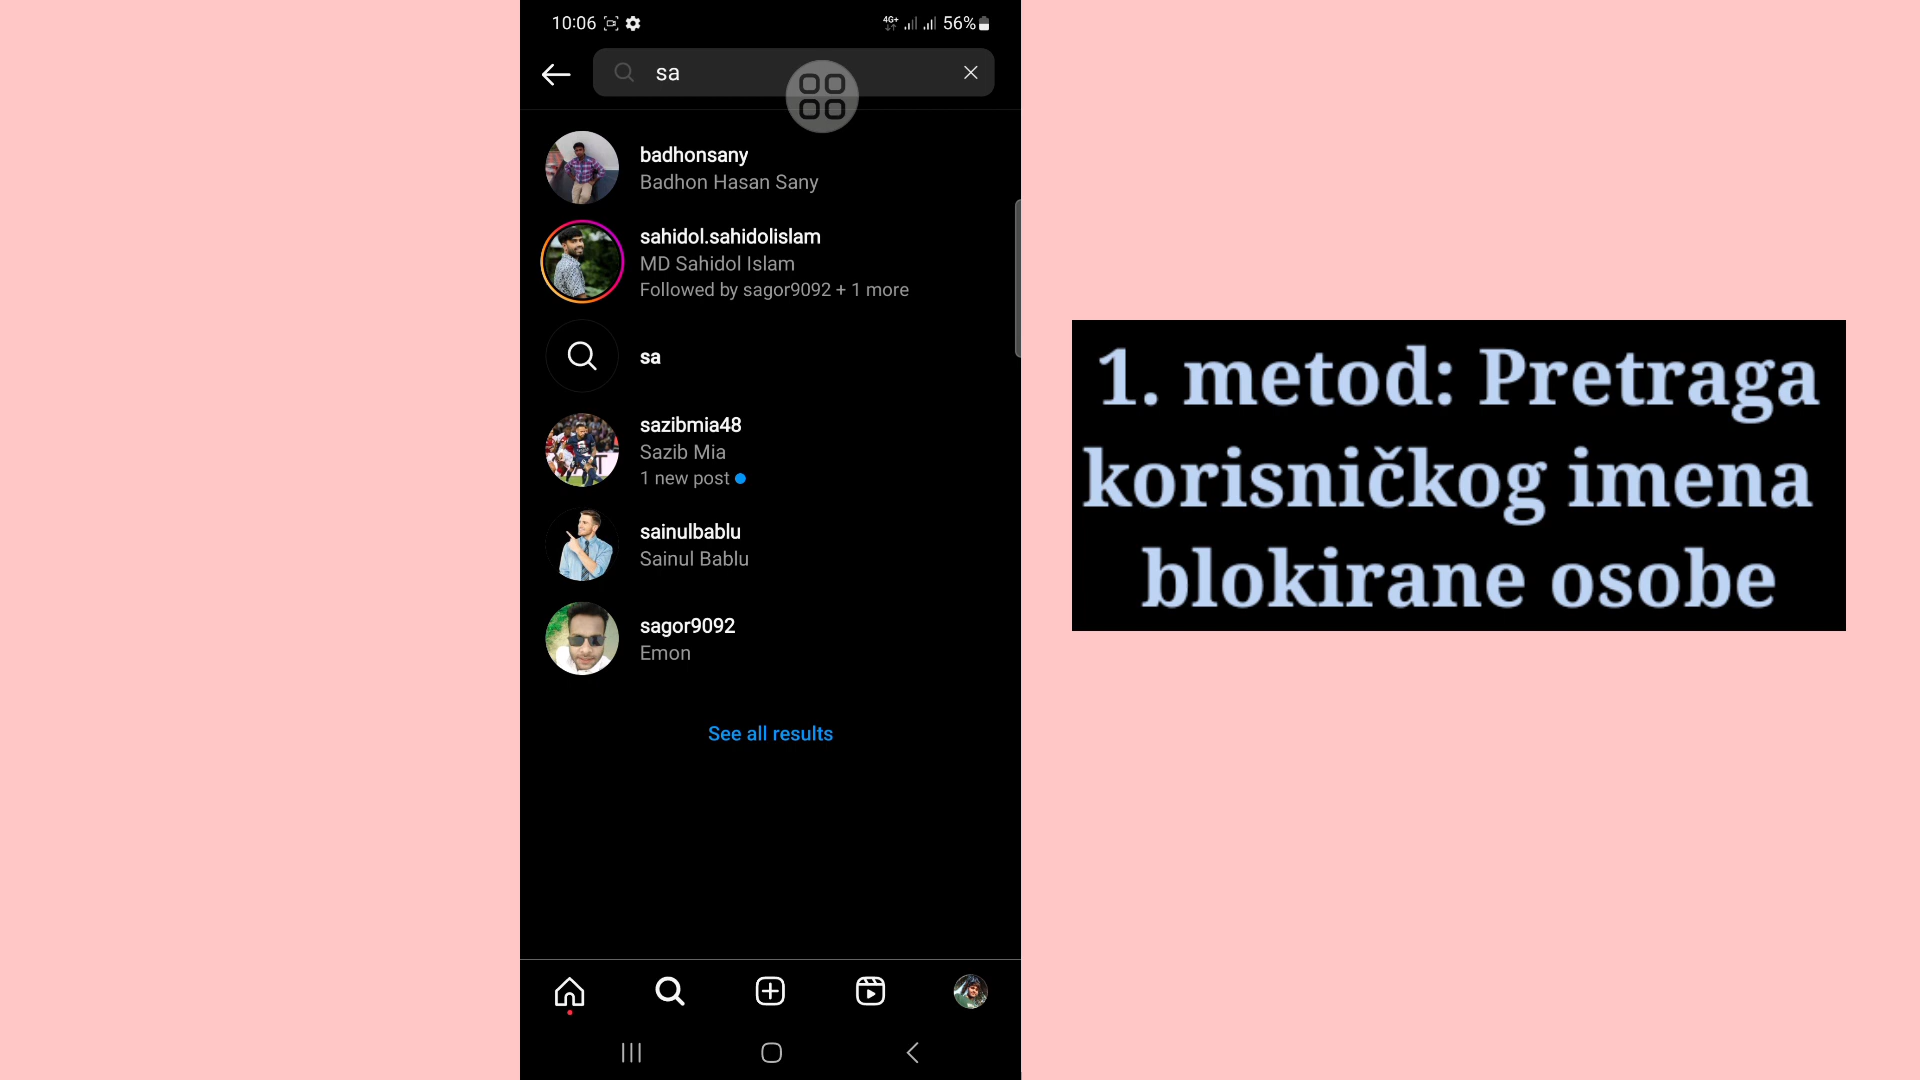 10:06
4G+
56%
sa
badhonsany
Badhon Hasan Sany
sahidol.sahidolislam
MD Sahidol Islam
Followed by sagor9092 + 1 more
sa
sazibmia48
Sazib Mia
1 new post
sainulbablu
Sainul Bablu
sagor9092
Emon
See all results
1. metod: Pretraga
korisničkog imena
blokirane osobe